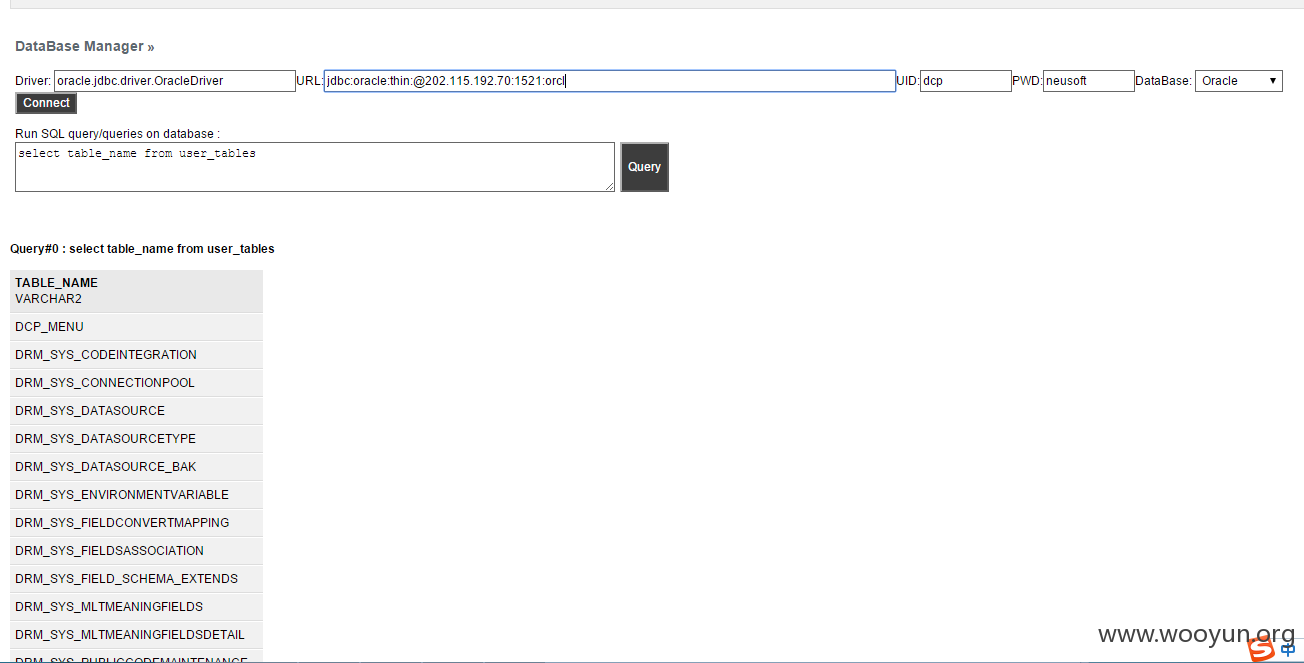 DataBase Manager »
Driver: oracle.jdbc.driver.OracleDriver URL: jdbc:oracle:thin:@202.115.192.70:1521:orcl UID: dcp PWD: neusoft DataBase: Oracle ▼
Connect
Run SQL query/queries on database :
select table_name from user_tables
Query
Query#0 : select table_name from user_tables
TABLE_NAME
VARCHAR2
DCP_MENU
DRM_SYS_CODEINTEGRATION
DRM_SYS_CONNECTIONPOOL
DRM_SYS_DATASOURCE
DRM_SYS_DATASOURCETYPE
DRM_SYS_DATASOURCE_BAK
DRM_SYS_ENVIRONMENTVARIABLE
DRM_SYS_FIELDCONVERTMAPPING
DRM_SYS_FIELDSASSOCIATION
DRM_SYS_FIELD_SCHEMA_EXTENDS
DRM_SYS_MLTMEANINGFIELDS
DRM_SYS_MLTMEANINGFIELDSDETAIL
DRM_SYS_PUBLICCODEMAINTENANCE
www.wooyun.org
中